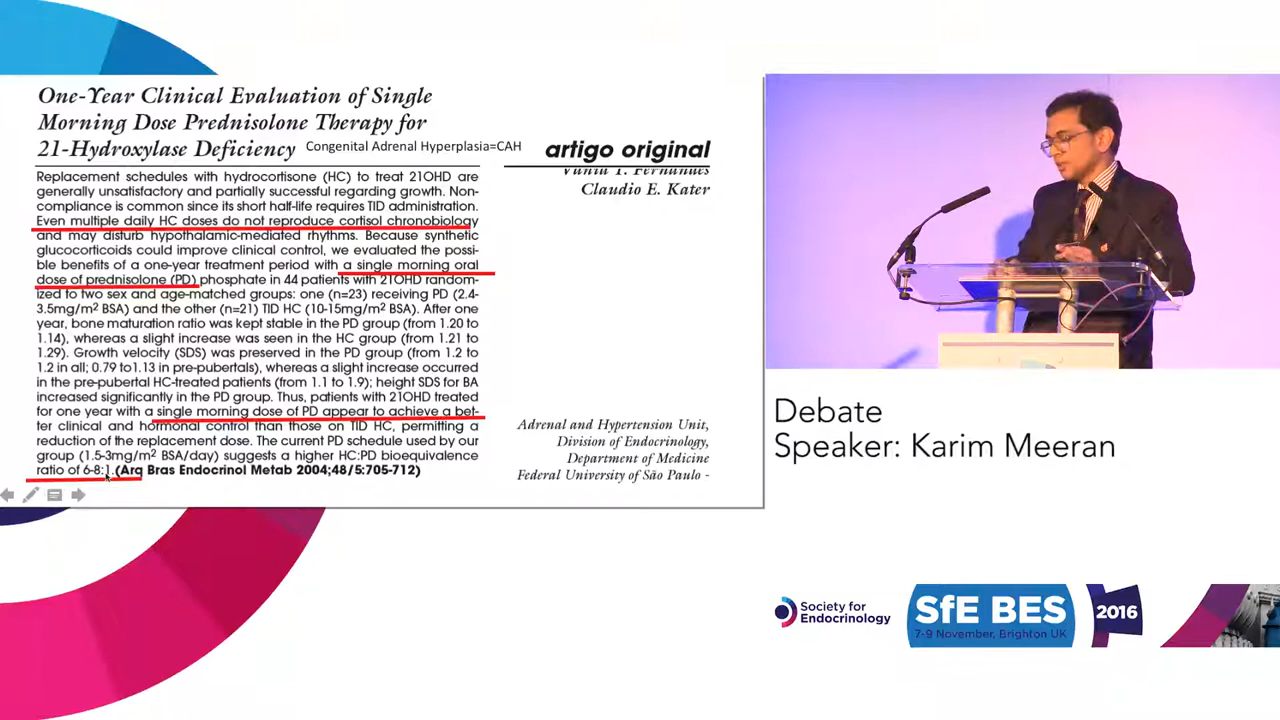 One-Year Clinical Evaluation of Single
Morning Dose Prednisolone Therapy for
21-Hydroxylase Deficiency Congenital Adrenal Hyperplasia=CAH
artigo original
Vânia T. Fernandes
Claudio E. Kater
Replacement schedules with hydrocortisone (HC) to treat 21OHD are
generally unsatisfactory and partially successful regarding growth. Non-
compliance is common since its short half-life requires TID administration.
Even multiple daily HC doses do not reproduce cortisol chronobiology
and may disturb hypothalamic-mediated rhythms. Because synthetic
glucocorticoids could improve clinical control, we evaluated the possi-
ble benefits of a one-year treatment period with a single morning oral
dose of prednisolone (PD) phosphate in 44 patients with 21OHD random-
ized to two sex and age-matched groups: one (n=23) receiving PD (2.4-
3.5mg/m² BSA) and the other (n=21) TID HC (10-15mg/m² BSA). After one
year, bone maturation ratio was kept stable in the PD group (from 1.20 to
1.14), whereas a slight increase was seen in the HC group (from 1.21 to
1.29). Growth velocity (SDS) was preserved in the PD group (from 1.2 to
1.2 in all; 0.79 to1.13 in pre-pubertals), whereas a slight increase occurred
in the pre-pubertal HC-treated patients (from 1.1 to 1.9); height SDS for BA
increased significantly in the PD group. Thus, patients with 21OHD treated
for one year with a single morning dose of PD appear to achieve a bet-
ter clinical and hormonal control than those on TID HC, permitting a
reduction of the replacement dose. The current PD schedule used by our
group (1.5-3mg/m² BSA/day) suggests a higher HC:PD bioequivalence
ratio of 6-8:1.(Arq Bras Endocrinol Metab 2004;48/5:705-712)
Adrenal and Hypertension Unit,
Division of Endocrinology,
Department of Medicine
Federal University of São Paulo -
Debate
Speaker: Karim Meeran
Society for
Endocrinology
SfE BES
7-9 November, Brighton UK
2016